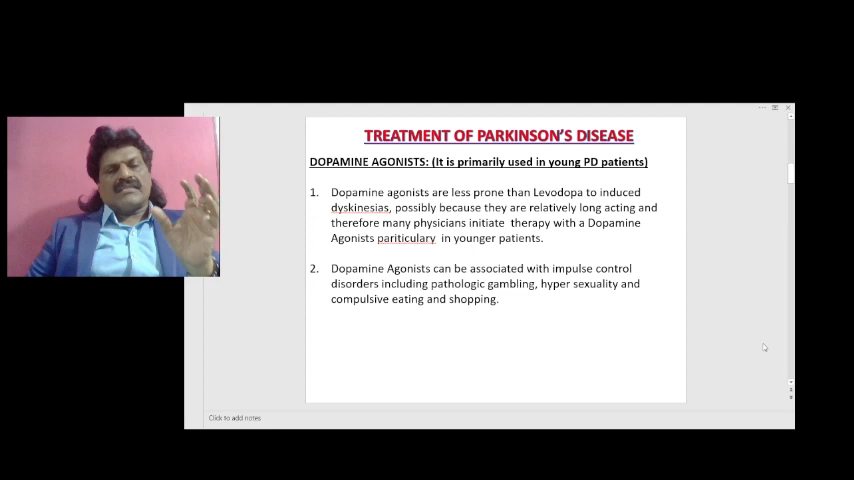 TREATMENT OF PARKINSON'S DISEASE
DOPAMINE AGONISTS: (It is primarily used in young PD patients)
1. Dopamine agonists are less prone than Levodopa to induced
dyskinesias, possibly because they are relatively long acting and
therefore many physicians initiate therapy with a Dopamine
Agonists pariticulary in younger patients.
2. Dopamine Agonists can be associated with impulse control
disorders including pathologic gambling, hyper sexuality and
compulsive eating and shopping.
Click to add notes